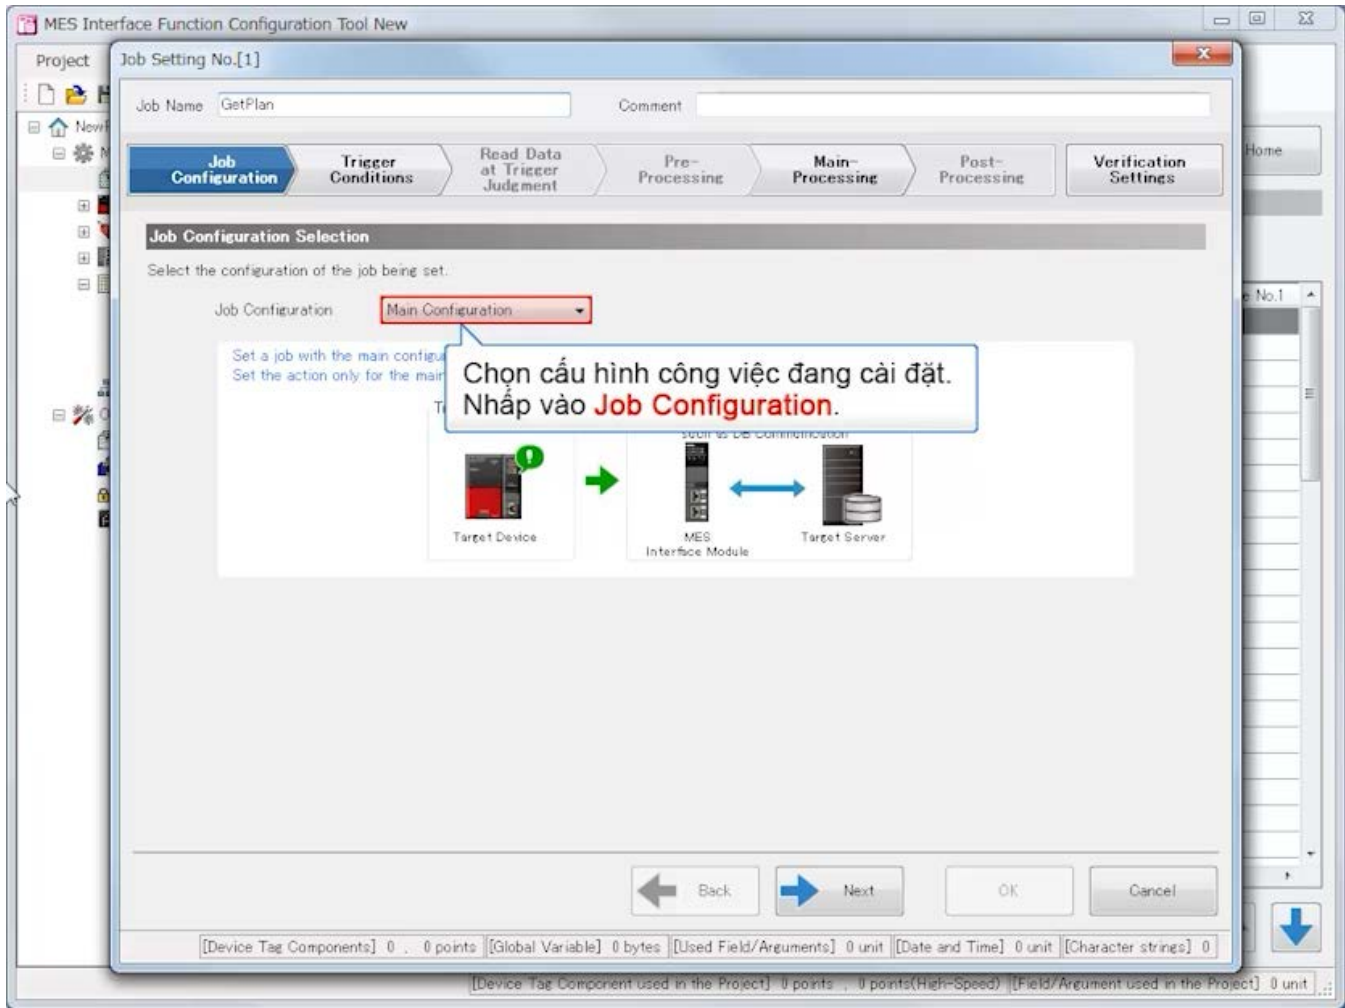 MES Interface Function Configuration Tool New
Project
Job Setting No.[1]
Job Name GetPlan Comment
Job Configuration
Trigger Conditions
Read Data at Trigger Judgment
Pre-Processing
Main-Processing
Post-Processing
Verification Settings
Home
Job Configuration Selection
Select the configuration of the job being set.
Job Configuration Main Configuration
No.1
Set a job with the main
Set the action only for the
Chọn cấu hình công việc đang cài đặt.
Nhấp vào Job Configuration.
Target Device
MES Interface Module
Target Server
Back Next OK Cancel
[Device Tag Components] 0 . 0 points [Global Variable] 0 bytes [Used Field/Arguments] 0 unit [Date and Time] 0 unit [Character strings] 0
[Device Tag Component used in the Project] 0 points . 0 points(High-Speed) [Field/Argument used in the Project] 0 unit